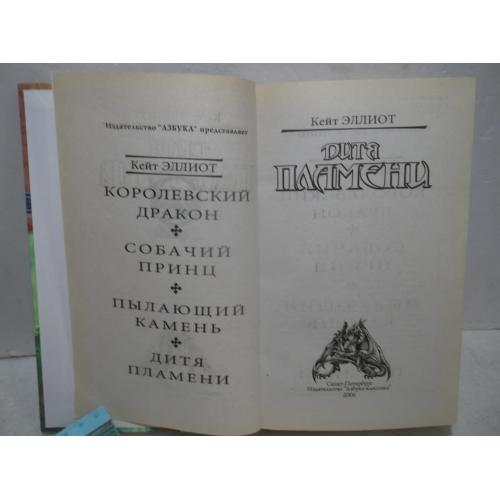 Издательство "АЗБУКА" представляет
Кейт ЭЛЛИОТ
КОРОЛЕВСКИЙ
ДРАКОН
СОБАЧИЙ
ПРИНЦ
ПЫЛАЮЩИЙ
КАМЕНЬ
ДИТЯ
ПЛАМЕНИ
Кейт ЭЛЛИОТ
ДИТЯ
ПЛАМЕНИ
Санкт-Петербург
Издательство "Азбука-классика"
2004